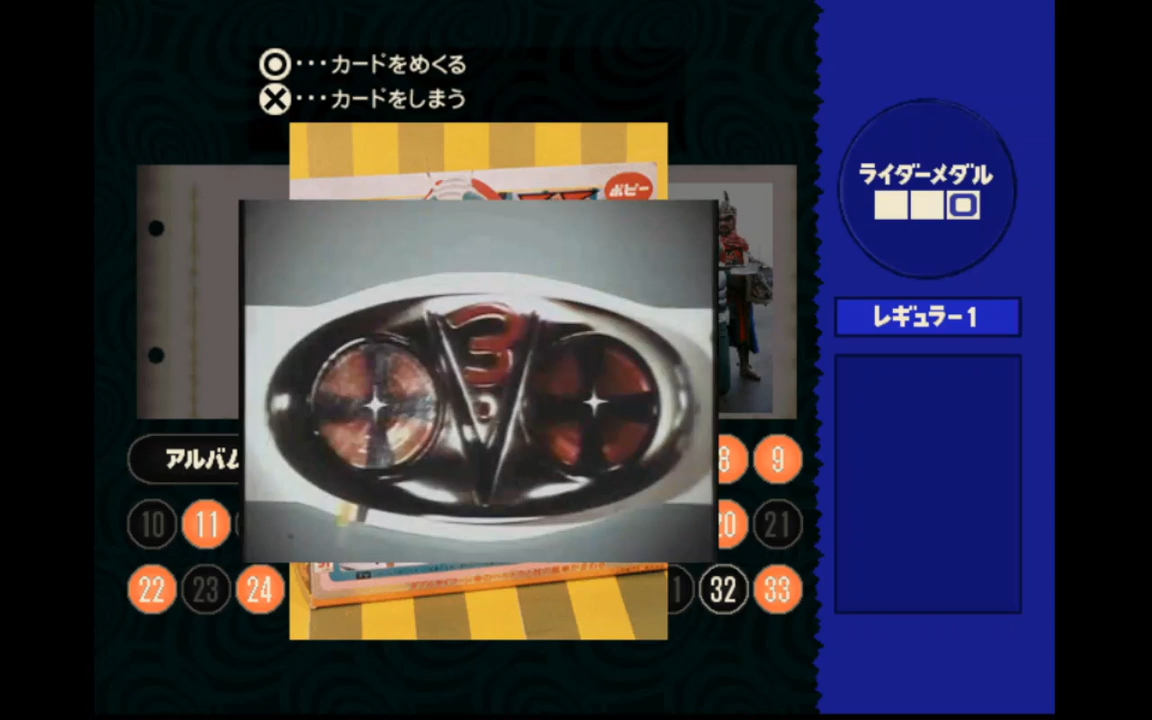 ◎・・・カードをめくる
⊗・・・カードをしまう
ポピー
ライダーメダル
レギュラー1
V3
アルバム
8 9
10 11 20 21
22 23 24 1 32 33